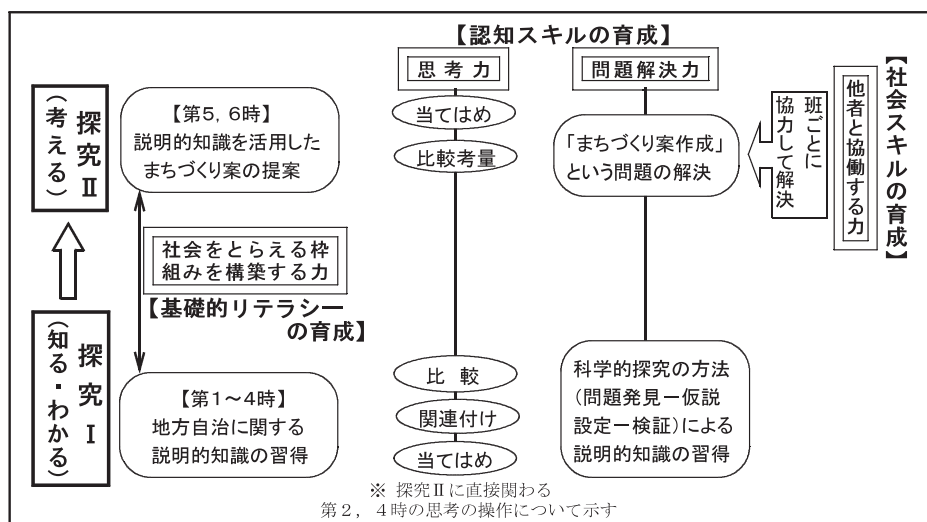 【認知スキルの育成】
思考力
問題解決力
【社会スキルの育成】
他者と協働する力
班ごとに
協力して解決
探究Ⅱ
(考える)
【第5,6時】
説明的知識を活用した
まちづくり案の提案
当てはめ
比較考量
「まちづくり案作成」
という問題の解決
社会をとらえる枠
組みを構築する力
【基礎的リテラシー
の育成】
探究Ⅰ
(知る・わかる)
【第1~4時】
地方自治に関する
説明的知識の習得
比較
関連付け
当てはめ
科学的探究の方法
(問題発見-仮説
設定-検証)による
説明的知識の習得
※ 探究Ⅱに直接関わる
第2,4時の思考の操作について示す